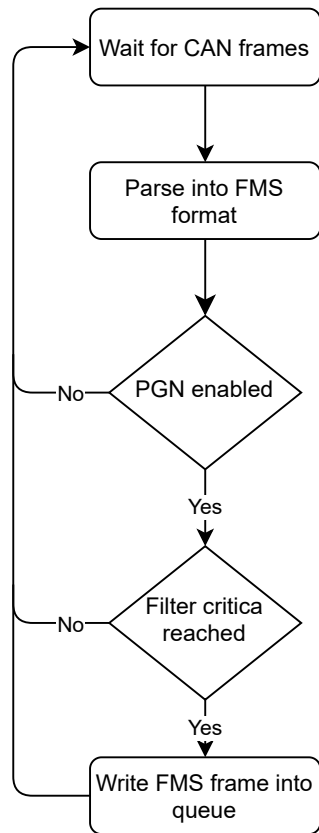 Wait for CAN frames
Parse into FMS
format
PGN enabled
No
Yes
Filter critica
reached
No
Yes
Write FMS frame into
queue